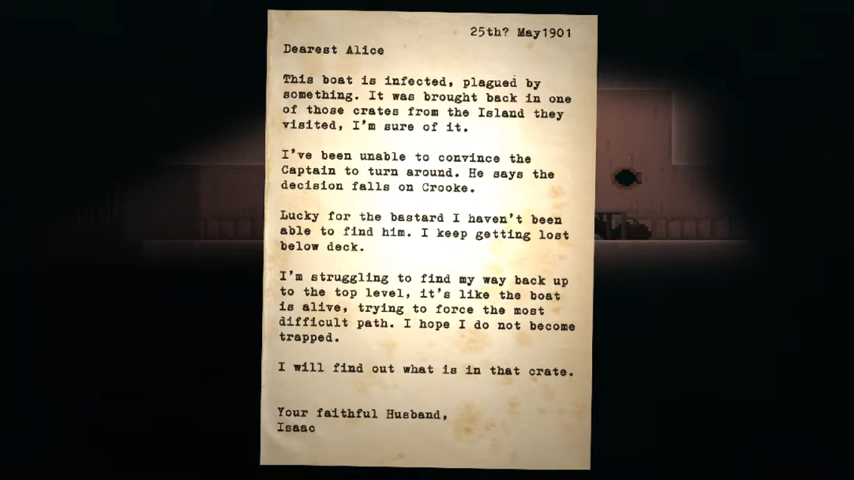 25th? May1901
Dearest Alice
This boat is infected, plagued by
something. It was brought back in one
of those crates from the Island they
visited, I'm sure of it.
I've been unable to convince the
Captain to turn around. He says the
decision falls on Crooke.
Lucky for the bastard I haven't been
able to find him. I keep getting lost
below deck.
I'm struggling to find my way back up
to the top level, it's like the boat
is alive, trying to force the most
difficult path. I hope I do not become
trapped.
I will find out what is in that crate.
Your faithful Husband,
Isaac